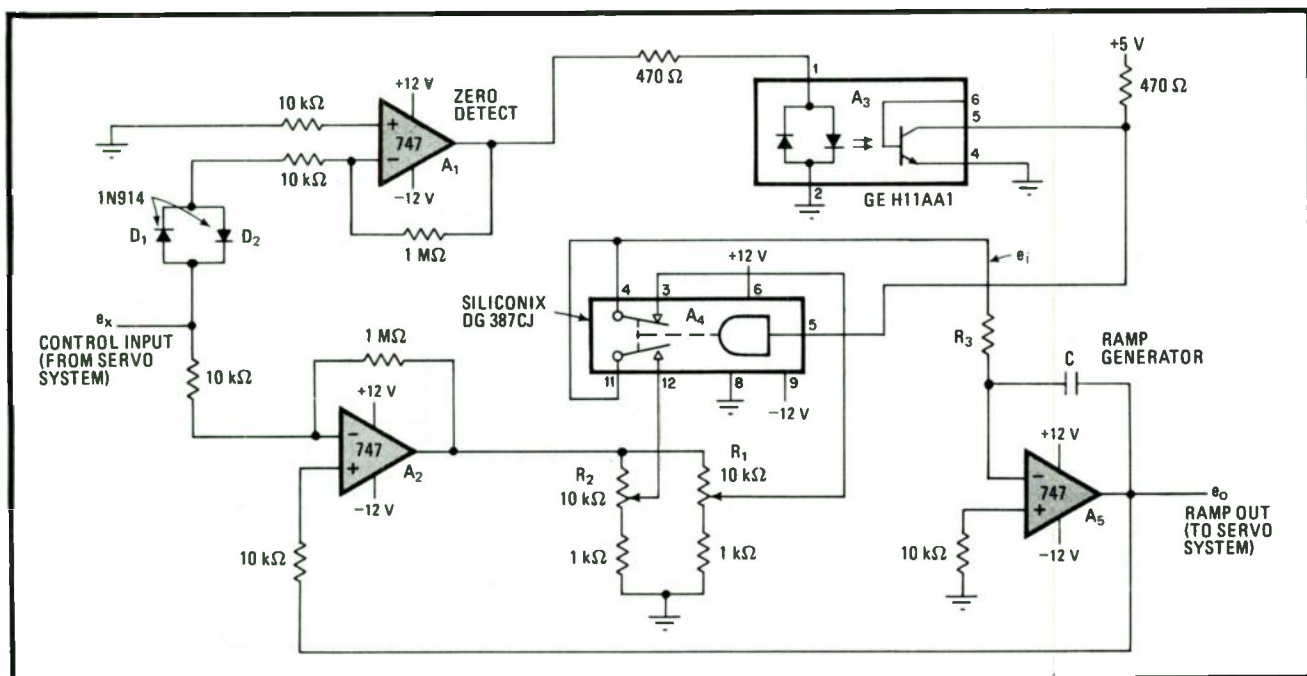 +5 V
470 Ω
470 Ω
+12 V
ZERO
DETECT
10 kΩ
747
A1
10 kΩ
−12 V
1 MΩ
1N914
D1
D2
1
A3
6
5
4
2
GE H11AA1
ex
CONTROL INPUT
(FROM SERVO
SYSTEM)
10 kΩ
1 MΩ
+12 V
747
A2
−12 V
10 kΩ
SILICONIX
DG 387CJ
+12 V
4
3
6
A4
5
11
12
8
9
−12 V
R2
10 kΩ
1 kΩ
R1
10 kΩ
1 kΩ
ei
R3
C
RAMP
GENERATOR
+12 V
747
A5
−12 V
10 kΩ
eo
RAMP OUT
(TO SERVO
SYSTEM)